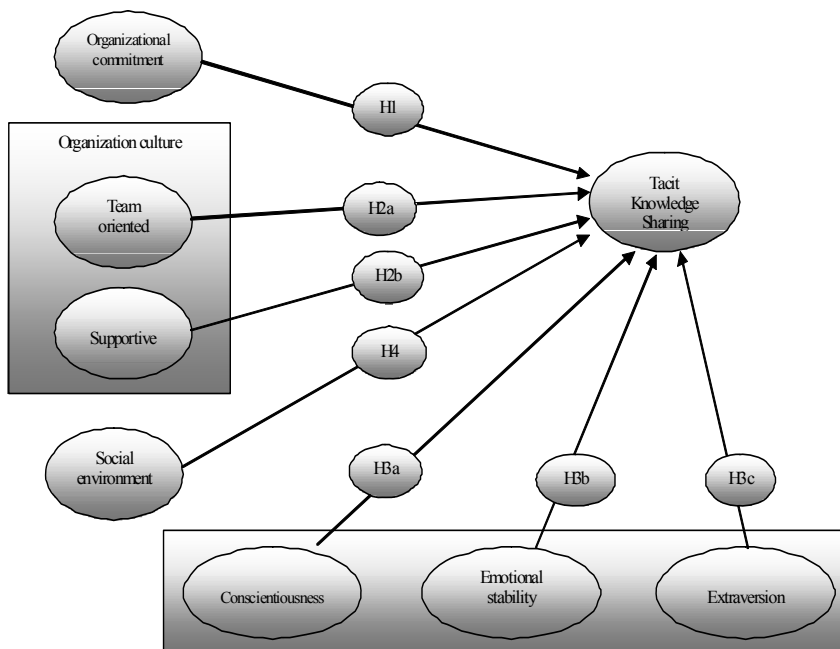 Organizational
commitment
H1
Organization culture
Team
oriented
H2a
Tacit
Knowledge
Sharing
Supportive
H2b
H4
Social
environment
H3a
H3b
H3c
Conscientiousness
Emotional
stability
Extraversion